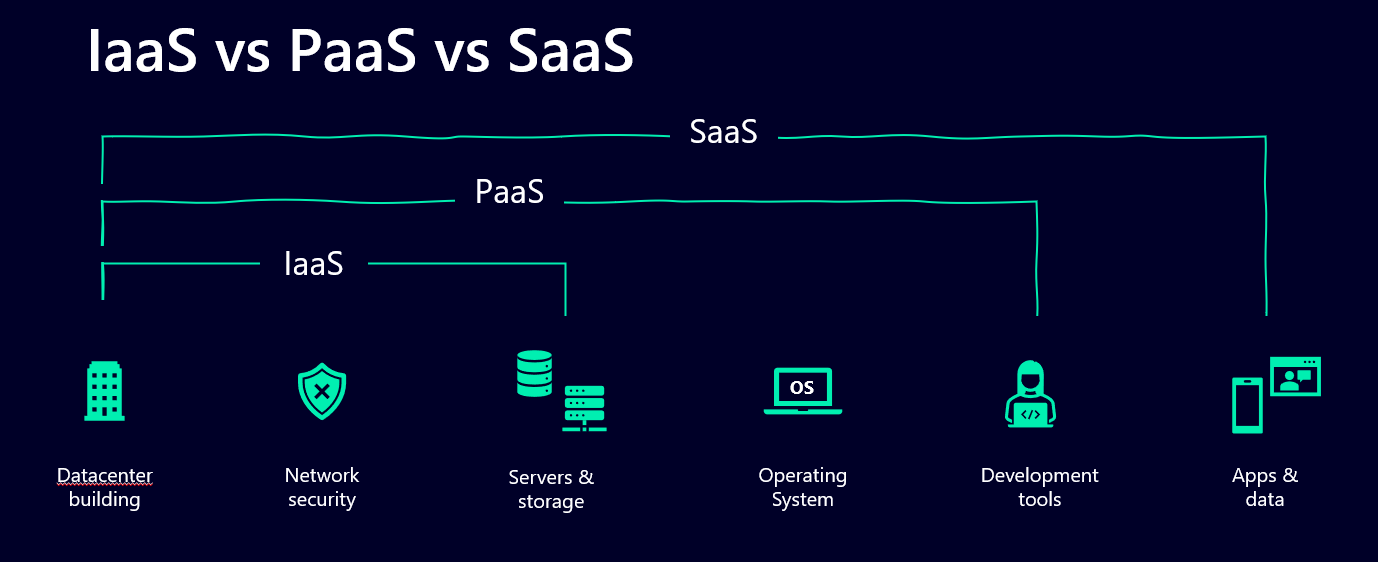 IaaS vs PaaS vs SaaS
SaaS
PaaS
IaaS
OS
</>
Datacenter
building
Network
security
Servers &
storage
Operating
System
Development
tools
Apps &
data